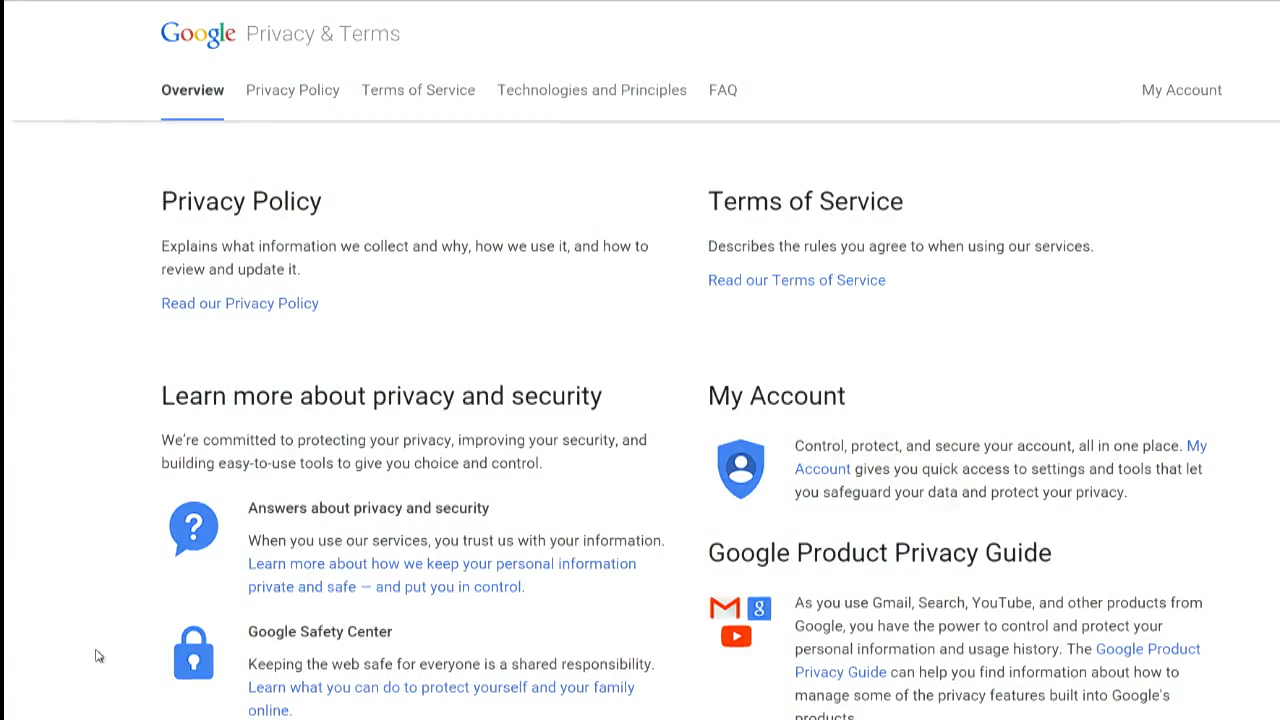 Google Privacy & Terms
Overview Privacy Policy Terms of Service Technologies and Principles FAQ My Account
Privacy Policy
Explains what information we collect and why, how we use it, and how to
review and update it.
Read our Privacy Policy
Terms of Service
Describes the rules you agree to when using our services.
Read our Terms of Service
Learn more about privacy and security
We're committed to protecting your privacy, improving your security, and
building easy-to-use tools to give you choice and control.
?
Answers about privacy and security
When you use our services, you trust us with your information.
Learn more about how we keep your personal information
private and safe — and put you in control.
Google Safety Center
Keeping the web safe for everyone is a shared responsibility.
Learn what you can do to protect yourself and your family
online.
My Account
Control, protect, and secure your account, all in one place. My
Account gives you quick access to settings and tools that let
you safeguard your data and protect your privacy.
Google Product Privacy Guide
g
As you use Gmail, Search, YouTube, and other products from
Google, you have the power to control and protect your
personal information and usage history. The Google Product
Privacy Guide can help you find information about how to
manage some of the privacy features built into Google's
products.